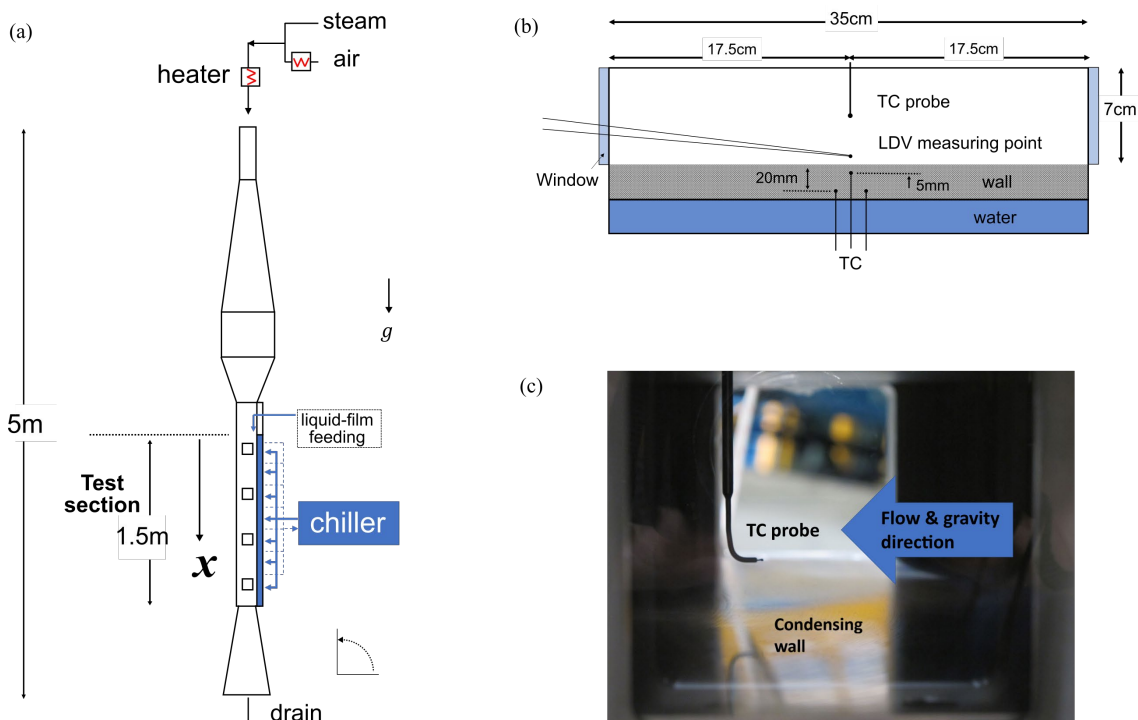 (a)
steam
air
heater
g
5m
liquid-film
feeding
Test
section
1.5m
x
chiller
drain
(b)
35cm
17.5cm
17.5cm
TC probe
7cm
LDV measuring point
Window
20mm
5mm
wall
water
TC
(c)
TC probe
Flow & gravity
direction
Condensing
wall